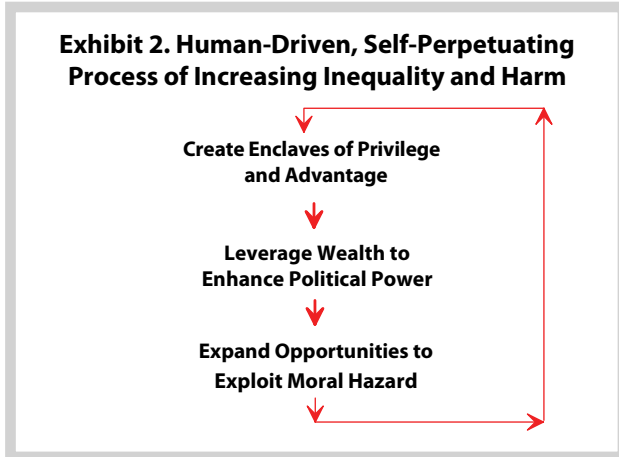 Exhibit 2. Human-Driven, Self-Perpetuating
Process of Increasing Inequality and Harm
Create Enclaves of Privilege
and Advantage
Leverage Wealth to
Enhance Political Power
Expand Opportunities to
Exploit Moral Hazard